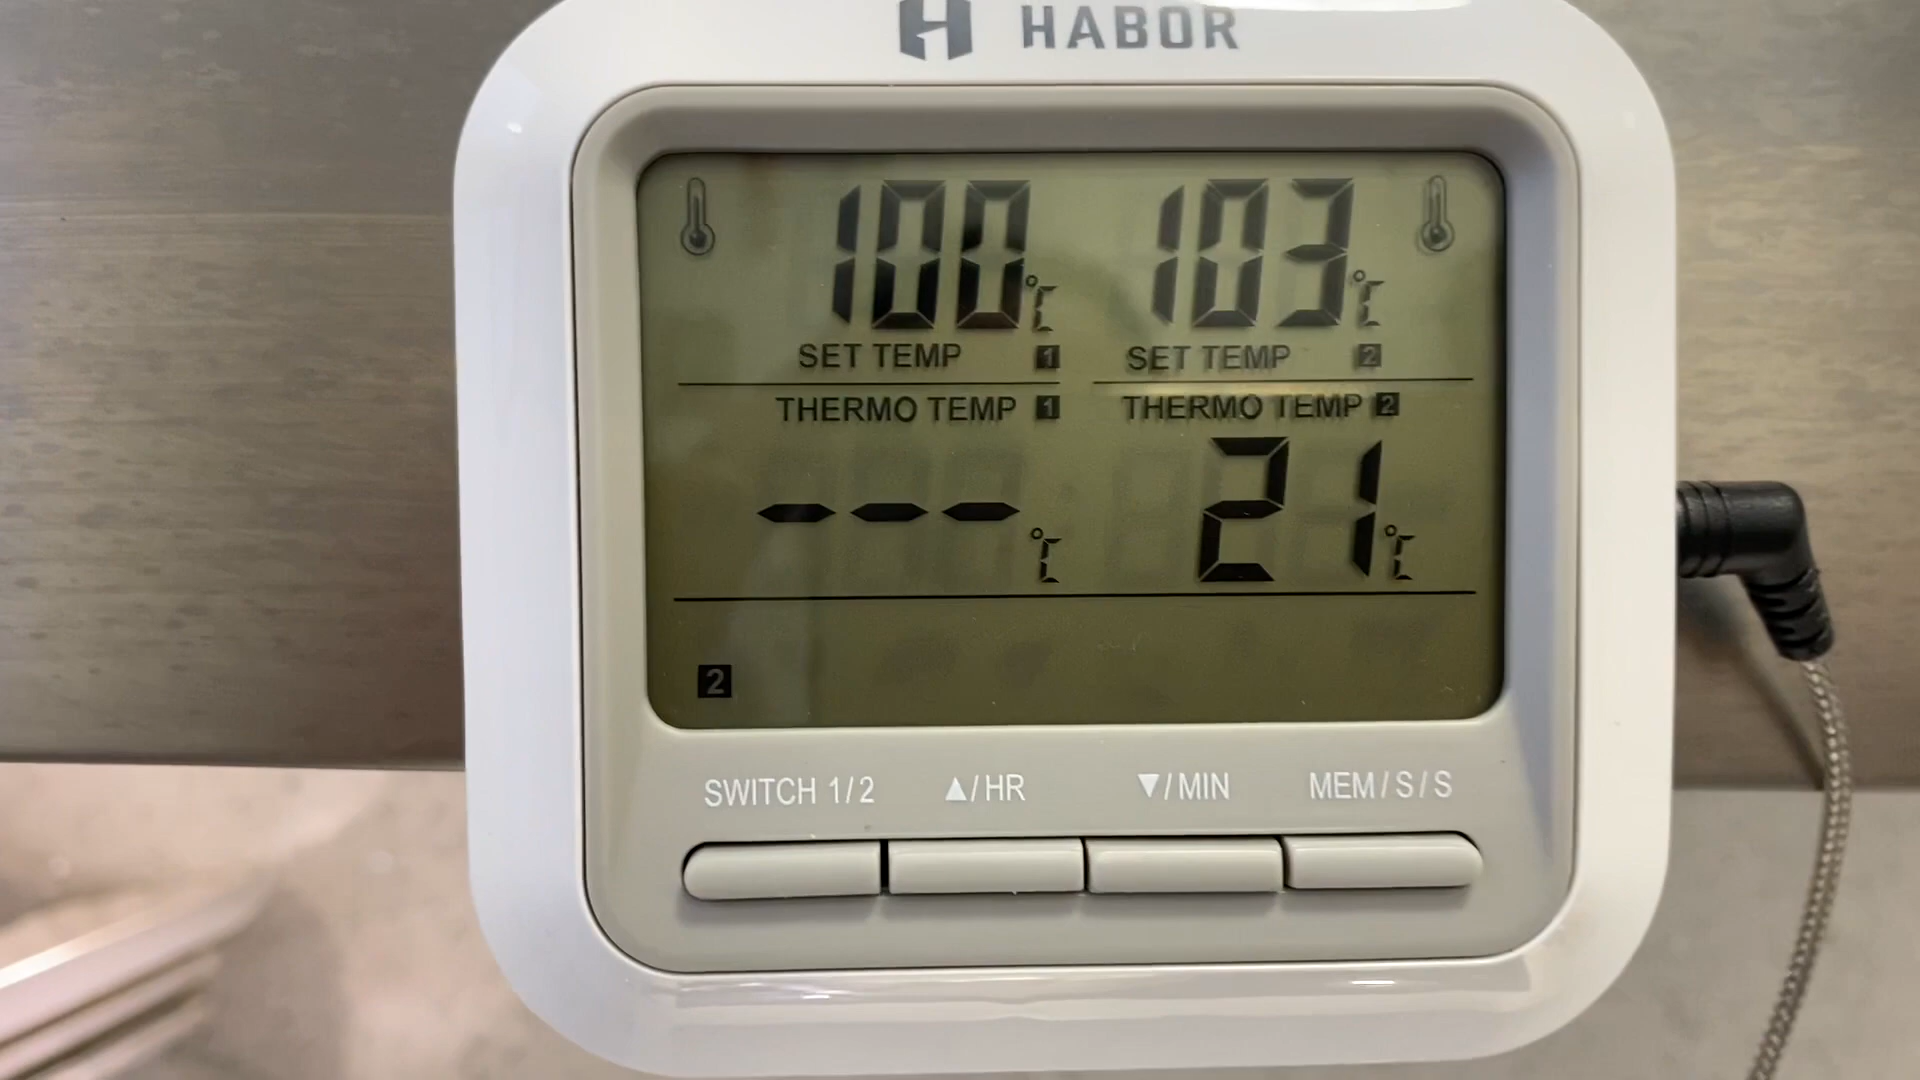 HABOR
100°C 103°C
SET TEMP 1 SET TEMP 2
THERMO TEMP 1 THERMO TEMP 2
---°C 21°C
2
SWITCH 1/2 ▲/HR ▼/MIN MEM/S/S